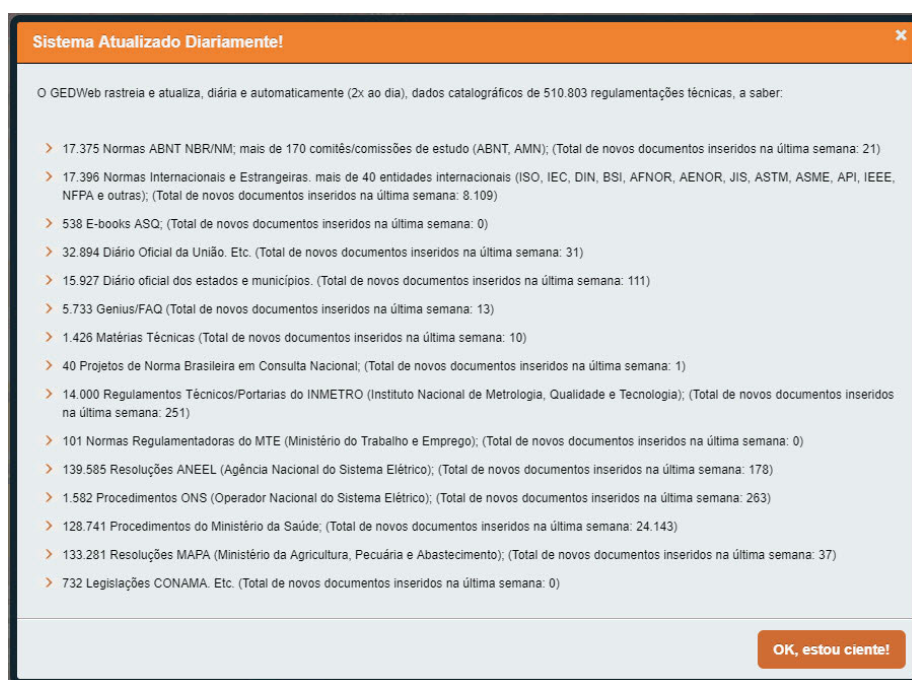 Sistema Atualizado Diariamente!
×
O GEDWeb rastreia e atualiza, diária e automaticamente (2x ao dia), dados catalográficos de 510.803 regulamentações técnicas, a saber:
17.375 Normas ABNT NBR/NM; mais de 170 comitês/comissões de estudo (ABNT, AMN); (Total de novos documentos inseridos na última semana: 21)
17.396 Normas Internacionais e Estrangeiras. mais de 40 entidades internacionais (ISO, IEC, DIN, BSI, AFNOR, AENOR, JIS, ASTM, ASME, API, IEEE,
NFPA e outras); (Total de novos documentos inseridos na última semana: 8.109)
538 E-books ASQ; (Total de novos documentos inseridos na última semana: 0)
32.894 Diário Oficial da União. Etc. (Total de novos documentos inseridos na última semana: 31)
15.927 Diário oficial dos estados e municípios. (Total de novos documentos inseridos na última semana: 111)
5.733 Genius/FAQ (Total de novos documentos inseridos na última semana: 13)
1.426 Matérias Técnicas (Total de novos documentos inseridos na última semana: 10)
40 Projetos de Norma Brasileira em Consulta Nacional; (Total de novos documentos inseridos na última semana: 1)
14.000 Regulamentos Técnicos/Portarias do INMETRO (Instituto Nacional de Metrologia, Qualidade e Tecnologia); (Total de novos documentos inseridos
na última semana: 251)
101 Normas Regulamentadoras do MTE (Ministério do Trabalho e Emprego); (Total de novos documentos inseridos na última semana: 0)
139.585 Resoluções ANEEL (Agência Nacional do Sistema Elétrico); (Total de novos documentos inseridos na última semana: 178)
1.582 Procedimentos ONS (Operador Nacional do Sistema Elétrico); (Total de novos documentos inseridos na última semana: 263)
128.741 Procedimentos do Ministério da Saúde; (Total de novos documentos inseridos na última semana: 24.143)
133.281 Resoluções MAPA (Ministério da Agricultura, Pecuária e Abastecimento); (Total de novos documentos inseridos na última semana: 37)
732 Legislações CONAMA. Etc. (Total de novos documentos inseridos na última semana: 0)
OK, estou ciente!